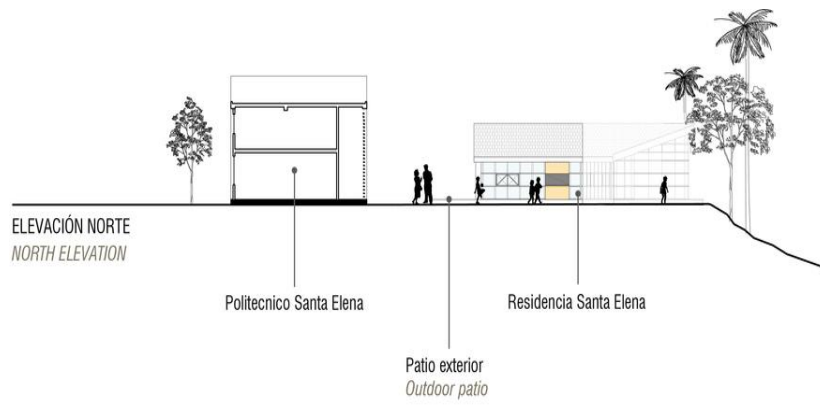 ELEVACIÓN NORTE
NORTH ELEVATION
Politecnico Santa Elena
Residencia Santa Elena
Patio exterior
Outdoor patio